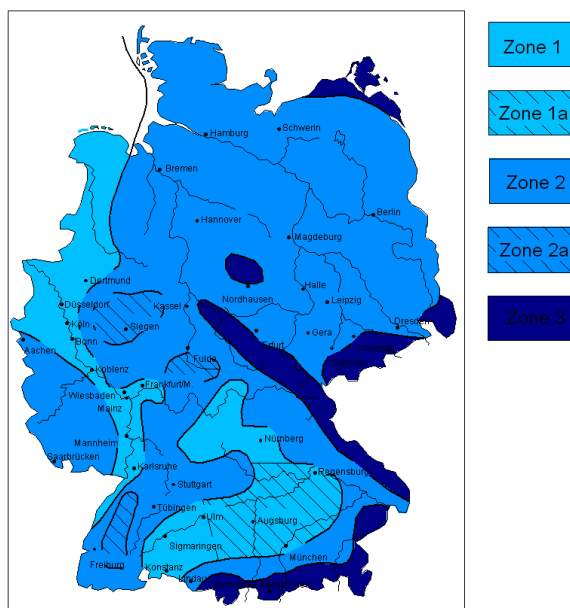 Zone 1
Zone 1a
Zone 2
Zone 2a
Zone 3
Hamburg
Schwerin
Bremen
Berlin
Hannover
Magdeburg
Dortmund
Nordhausen
Halle
Düsseldorf
Kassel
Leipzig
Köln
Siegen
Erfurt
Gera
Dresden
Bonn
Aachen
Fulda
Koblenz
Frankfurt/M.
Wiesbaden
Mainz
Mannheim
Nürnberg
Saarbrücken
Karlsruhe
Regensburg
Stuttgart
Tübingen
Ulm
Augsburg
Sigmaringen
München
Freiburg
Konstanz
Lindau